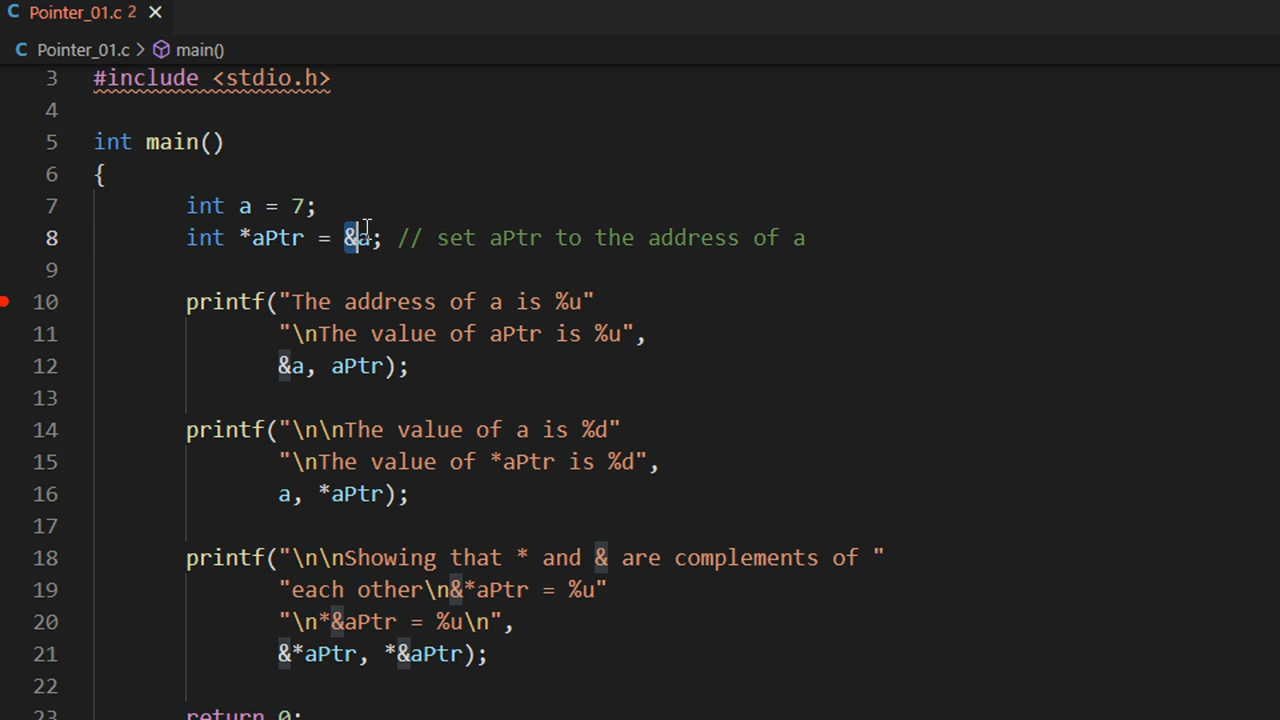 C Pointer_01.c 2 ×
C Pointer_01.c > main()
3 #include <stdio.h>
4
5 int main()
6 {
7 int a = 7;
8 int *aPtr = &a; // set aPtr to the address of a
9
10 printf("The address of a is %u"
11 "\nThe value of aPtr is %u",
12 &a, aPtr);
13
14 printf("\n\nThe value of a is %d"
15 "\nThe value of *aPtr is %d",
16 a, *aPtr);
17
18 printf("\n\nShowing that * and & are complements of "
19 "each other\n&*aPtr = %u"
20 "\n*&aPtr = %u\n",
21 &*aPtr, *&aPtr);
22
23 return 0;